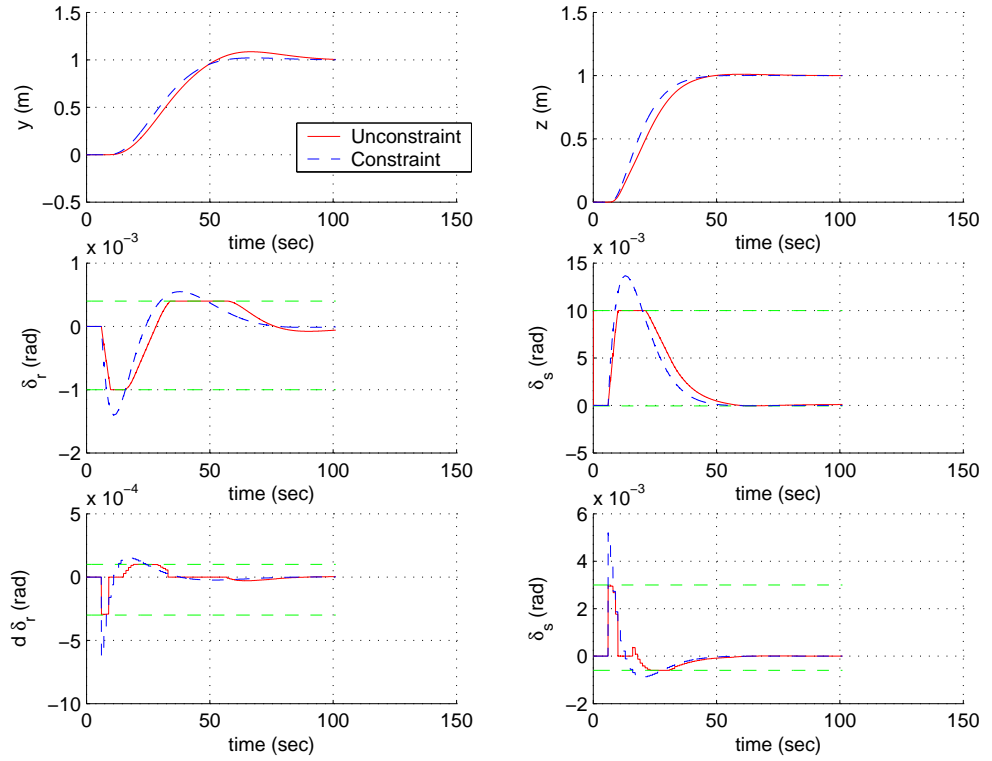 1.5
1
0.5
0
−0.5
y (m)
0 50 100 150
time (sec)
Unconstraint
Constraint
1.5
1
0.5
0
z (m)
0 50 100 150
time (sec)
x 10⁻³
1
0
−1
−2
δᵣ (rad)
0 50 100 150
time (sec)
x 10⁻³
15
10
5
0
−5
δₛ (rad)
0 50 100 150
time (sec)
x 10⁻⁴
5
0
−5
−10
d δᵣ (rad)
0 50 100 150
time (sec)
x 10⁻³
6
4
2
0
−2
δₛ (rad)
0 50 100 150
time (sec)